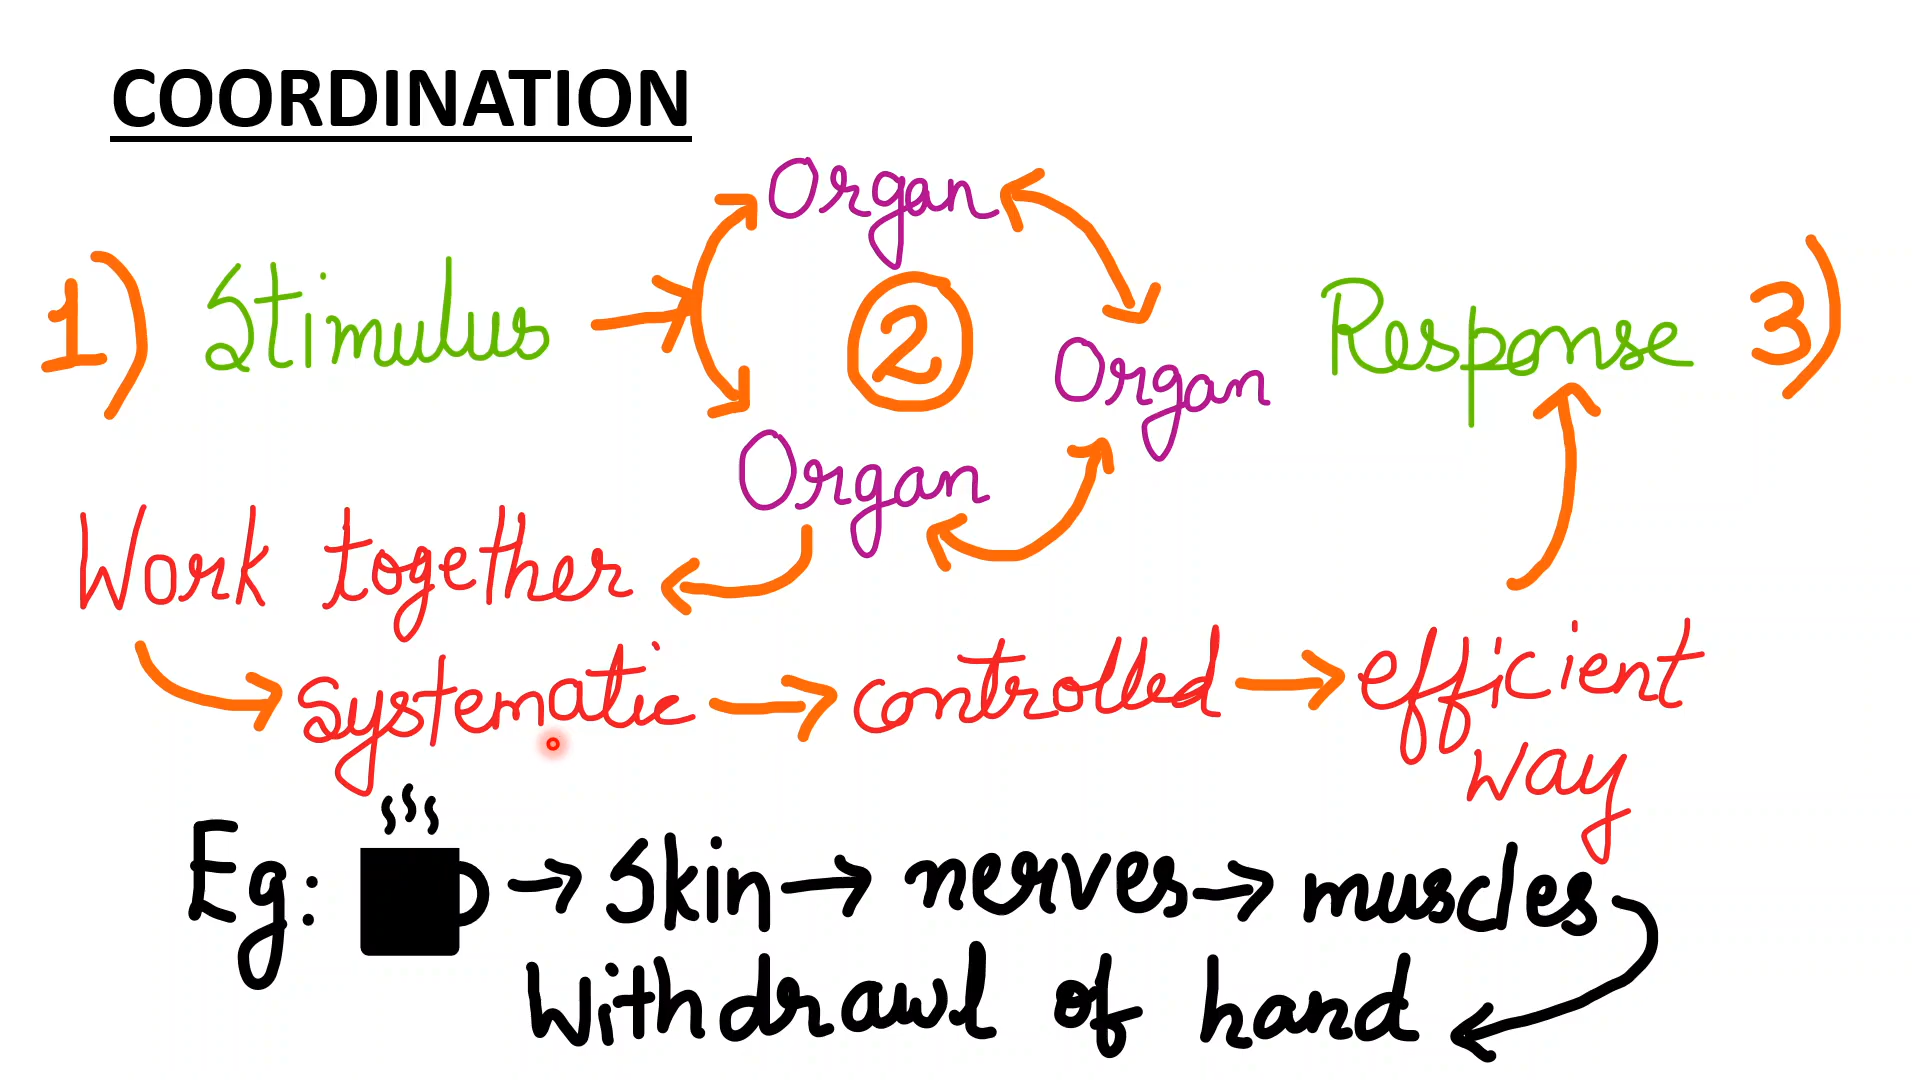 COORDINATION
1) Stimulus → Organ ② Organ Organ Response 3)
Work together
systematic → controlled → efficient way
Eg: → Skin → nerves → muscles
Withdrawl of hand